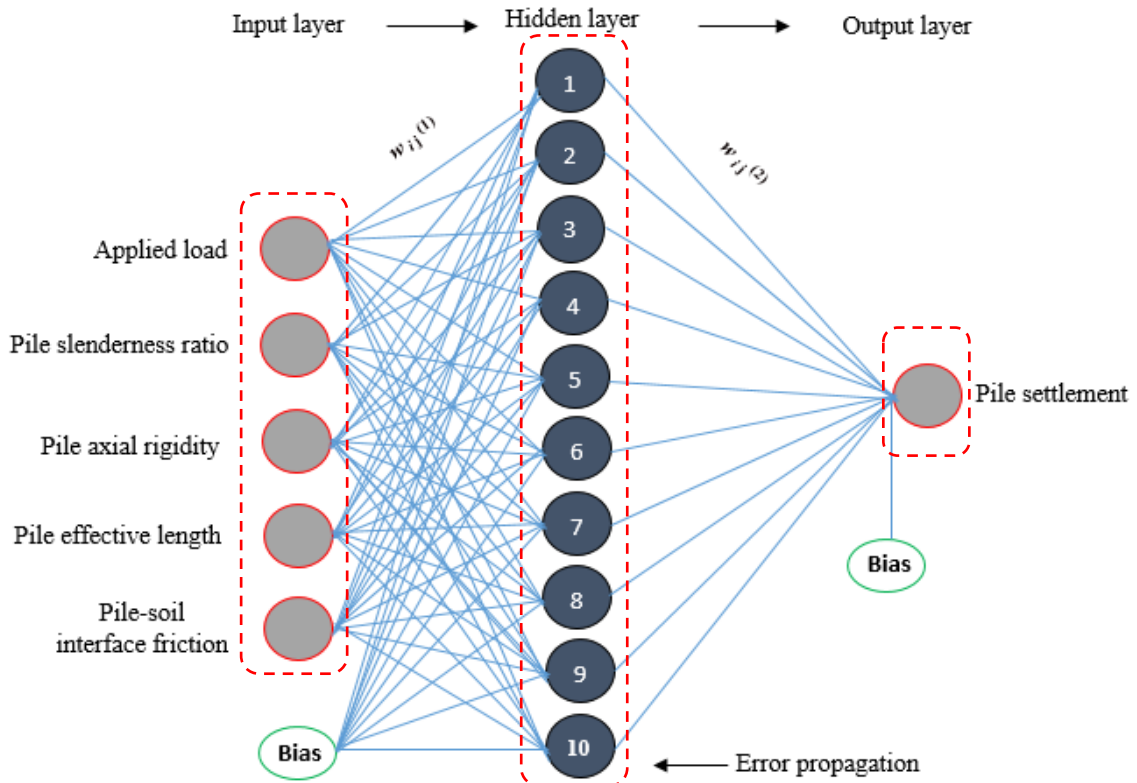 Input layer
Hidden layer
Output layer
w i j (1)
w i j (2)
Applied load
Pile slenderness ratio
Pile axial rigidity
Pile effective length
Pile-soil
interface friction
Bias
1
2
3
4
5
6
7
8
9
10
Pile settlement
Bias
Error propagation